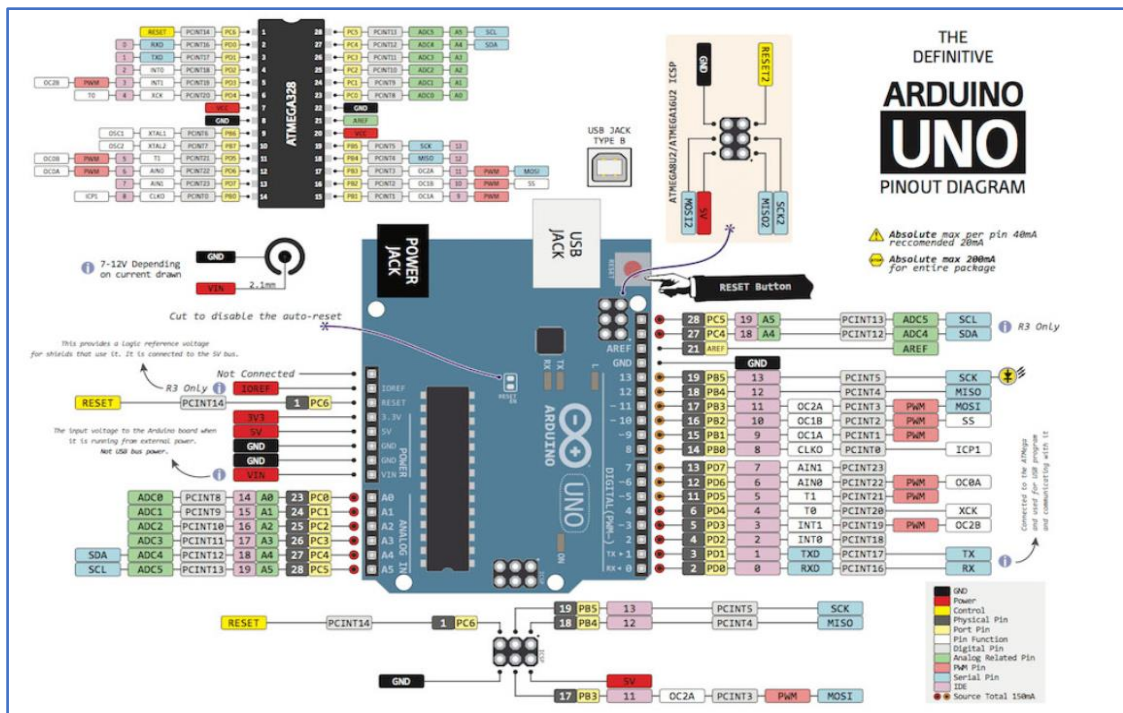 THE
DEFINITIVE
ARDUINO
UNO
PINOUT DIAGRAM
Absolute max per pin 40mA
reccomended 20mA
Absolute max 200mA
for entire package
RESET PCINT14 PC6 1
0 RXD PCINT16 PD0 2
1 TXD PCINT17 PD1 3
2 INT0 PCINT18 PD2 4
OC2B PWM 3 INT1 PCINT19 PD3 5
T0 4 XCK PCINT20 PD4 6
VCC 7
GND 8
OSC1 XTAL1 PCINT6 PB6 9
OSC2 XTAL2 PCINT7 PB7 10
OC0B PWM 5 T1 PCINT21 PD5 11
OC0A PWM 6 AIN0 PCINT22 PD6 12
7 AIN1 PCINT23 PD7 13
ICP1 8 CLKO PCINT0 PB0 14
ATMEGA328
28 PC5 PCINT13 ADC5 A5 SCL
27 PC4 PCINT12 ADC4 A4 SDA
26 PC3 PCINT11 ADC3 A3
25 PC2 PCINT10 ADC2 A2
24 PC1 PCINT9 ADC1 A1
23 PC0 PCINT8 ADC0 A0
22 GND
21 AREF
20 VCC
19 PB5 PCINT5 SCK 13
18 PB4 PCINT4 MISO 12
17 PB3 PCINT3 OC2A 11 PWM MOSI
16 PB2 PCINT2 OC1B 10 PWM SS
15 PB1 PCINT1 OC1A 9 PWM
USB JACK
TYPE B
ATMEGA8U2/ATMEGA16U2 ICSP
GND
RESET2
MOSI2
5V
MISO2
SCK2
7-12V Depending
on current drawn
GND
VIN
2.1mm
POWER
JACK
USB
JACK
RESET
RESET Button
Cut to disable the auto-reset
This provides a Logic reference voltage
for shields that use it. It is connected to the 5V bus.
Not Connected
R3 Only IOREF
RESET PCINT14 1 PC6
3V3
5V
GND
GND
VIN
The input voltage to the Arduino board when
it is running from external power.
Not USB bus power.
ADC0 PCINT8 14 A0 23 PC0
ADC1 PCINT9 15 A1 24 PC1
ADC2 PCINT10 16 A2 25 PC2
ADC3 PCINT11 17 A3 26 PC3
SDA ADC4 PCINT12 18 A4 27 PC4
SCL ADC5 PCINT13 19 A5 28 PC5
IOREF
RESET
3.3V
5V
GND
GND
VIN
POWER
A0
A1
A2
A3
A4
A5
ANALOG IN
RESET
EN
RX
TX
L
ARDUINO
UNO
ON
ICSP
AREF
GND
13
12
~11
~10
~9
8
7
~6
~5
4
~3
2
TX 1
RX 0
DIGITAL(PWM~)
28 PC5 19 A5 PCINT13 ADC5 SCL R3 Only
27 PC4 18 A4 PCINT12 ADC4 SDA
21 AREF AREF
GND
19 PB5 13 PCINT5 SCK
18 PB4 12 PCINT4 MISO
17 PB3 11 OC2A PCINT3 PWM MOSI
16 PB2 10 OC1B PCINT2 PWM SS
15 PB1 9 OC1A PCINT1 PWM
14 PB0 8 CLKO PCINT0 ICP1
13 PD7 7 AIN1 PCINT23
12 PD6 6 AIN0 PCINT22 PWM OC0A
11 PD5 5 T1 PCINT21 PWM
6 PD4 4 T0 PCINT20 XCK
5 PD3 3 INT1 PCINT19 PWM OC2B
4 PD2 2 INT0 PCINT18
3 PD1 1 TXD PCINT17 TX
2 PD0 0 RXD PCINT16 RX
Connected to the ATMega
and used for USB program
and communicating with it
GND
Power
Control
Physical Pin
Port Pin
Pin Function
Digital Pin
Analog Related Pin
PWM Pin
Serial Pin
IDE
Source Total 150mA
19 PB5 13 PCINT5 SCK
18 PB4 12 PCINT4 MISO
RESET PCINT14 1 PC6
ICSP
GND
5V
17 PB3 11 OC2A PCINT3 PWM MOSI